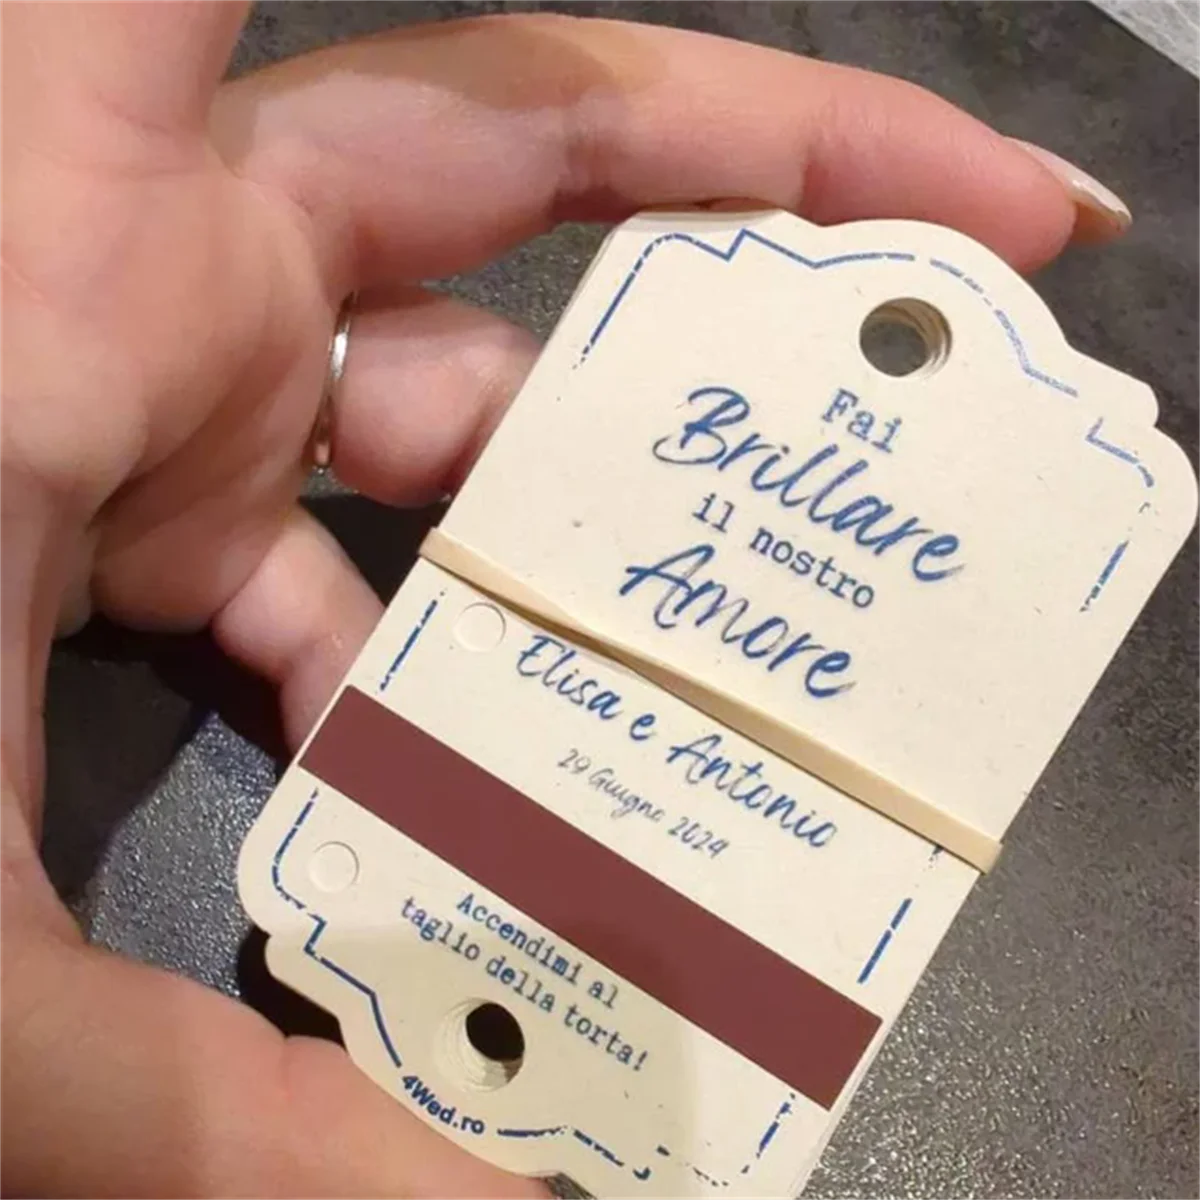 Fai
Brillare
il nostro
Amore
Elisa e Antonio
29 Giugno 2024
Accendimi al
taglio della torta!
4Wed.ro